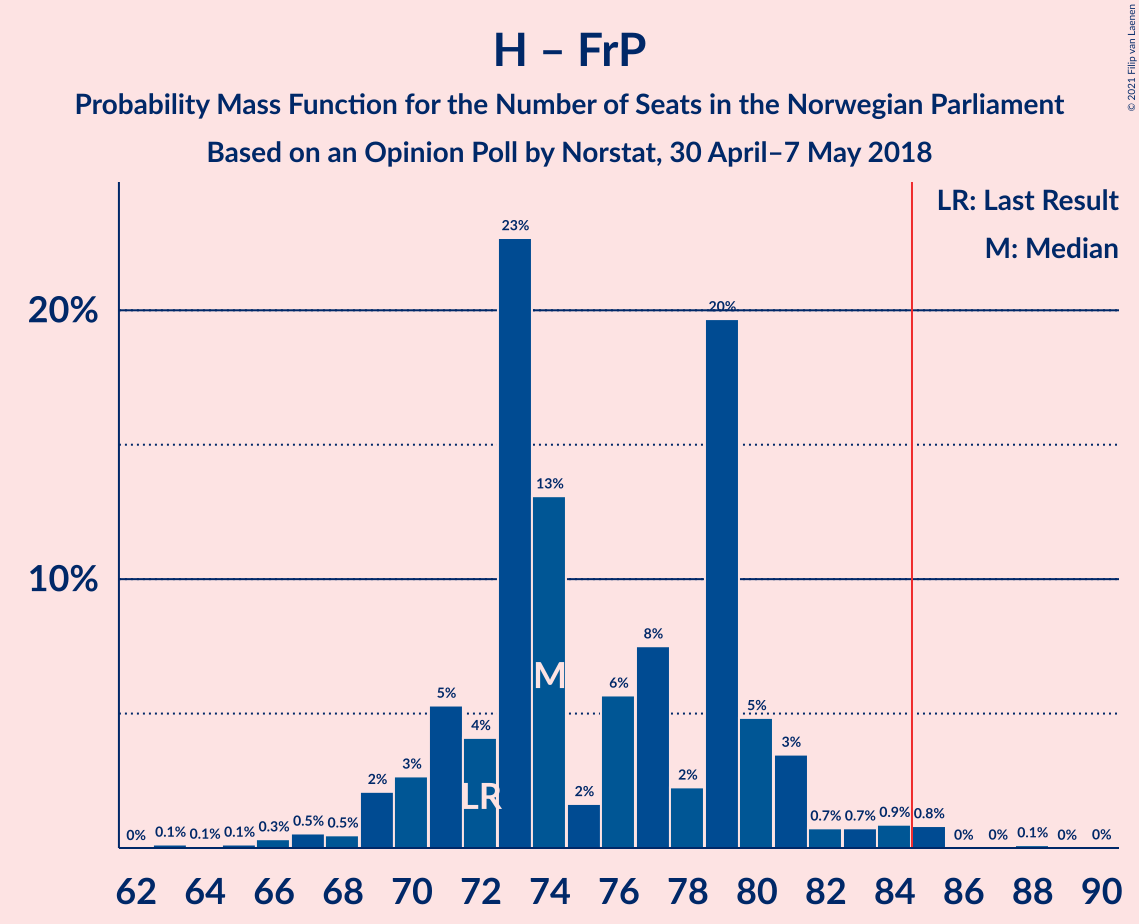 H – FrP
Probability Mass Function for the Number of Seats in the Norwegian Parliament
Based on an Opinion Poll by Norstat, 30 April–7 May 2018
© 2021 Filip van Laenen
LR: Last Result
M: Median
20%
10%
0% 0.1% 0.1% 0.1% 0.3% 0.5% 0.5% 2% 3% 5% 4% 23% 13% 2% 6% 8% 2% 20% 5% 3% 0.7% 0.7% 0.9% 0.8% 0% 0% 0.1% 0% 0%
M
LR
62 64 66 68 70 72 74 76 78 80 82 84 86 88 90